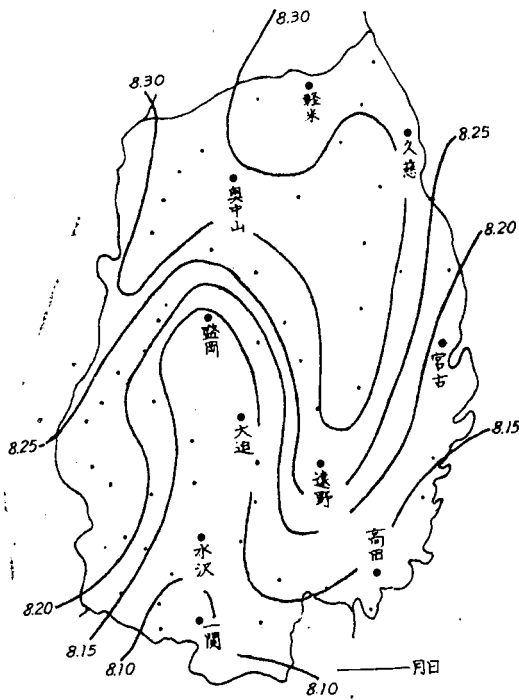 8.30
8.30
軽米
久慈
8.25
奥中山
8.20
盛岡
宮古
大迫
8.15
8.25
遠野
水沢
高田
8.20
一関
8.15
8.10
8.10
月日